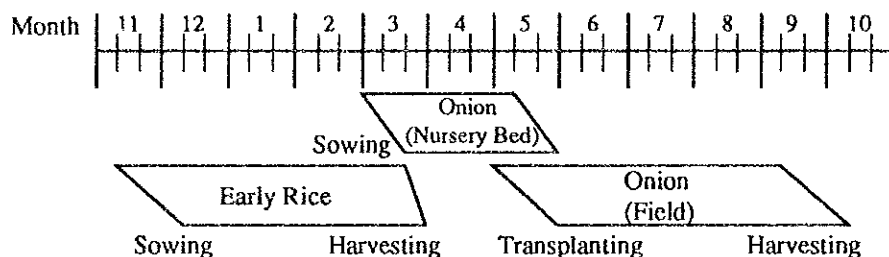 Month 11 12 1 2 3 4 5 6 7 8 9 10
Onion
(Nursery Bed)
Sowing
Early Rice
Onion
(Field)
Sowing Harvesting Transplanting Harvesting